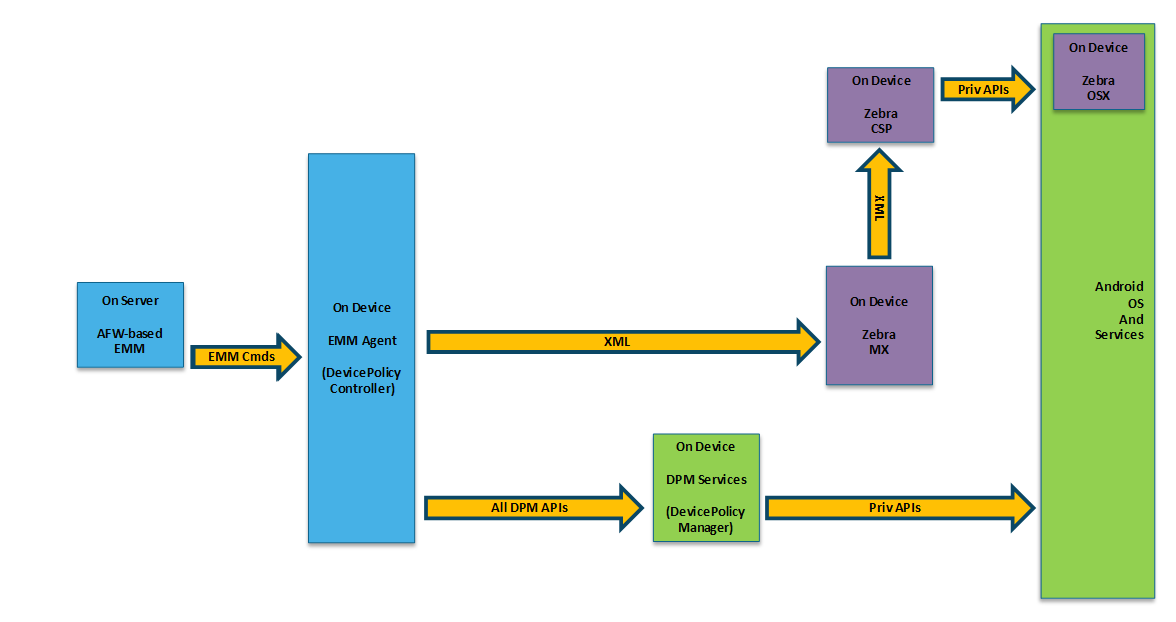 On Server
AFW-based
EMM
EMM Cmds
On Device
EMM Agent
(DevicePolicy
Controller)
XML
On Device
Zebra
MX
XML
On Device
Zebra
CSP
Priv APIs
On Device
Zebra
OSX
All DPM APIs
On Device
DPM Services
(DevicePolicy
Manager)
Priv APIs
Android
OS
And
Services